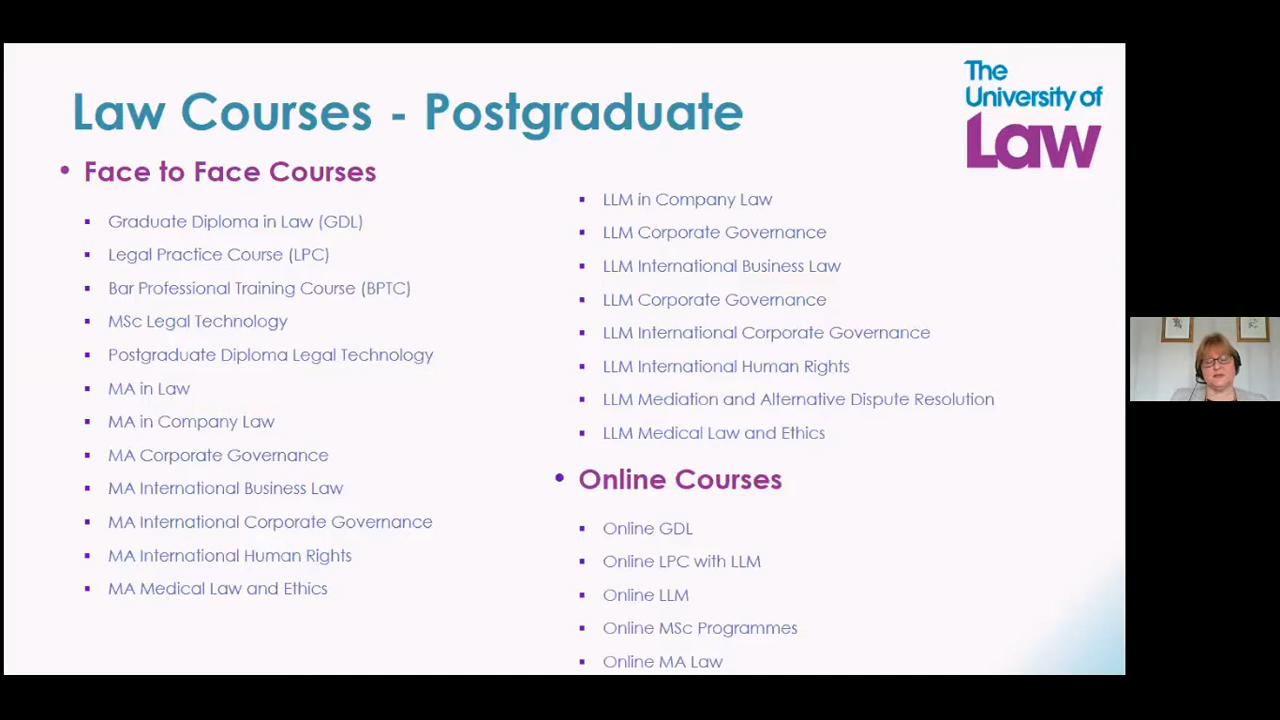 Law Courses - Postgraduate
The
University of
Law
• Face to Face Courses
▪ Graduate Diploma in Law (GDL)
▪ Legal Practice Course (LPC)
▪ Bar Professional Training Course (BPTC)
▪ MSc Legal Technology
▪ Postgraduate Diploma Legal Technology
▪ MA in Law
▪ MA in Company Law
▪ MA Corporate Governance
▪ MA International Business Law
▪ MA International Corporate Governance
▪ MA International Human Rights
▪ MA Medical Law and Ethics
▪ LLM in Company Law
▪ LLM Corporate Governance
▪ LLM International Business Law
▪ LLM Corporate Governance
▪ LLM International Corporate Governance
▪ LLM International Human Rights
▪ LLM Mediation and Alternative Dispute Resolution
▪ LLM Medical Law and Ethics
• Online Courses
▪ Online GDL
▪ Online LPC with LLM
▪ Online LLM
▪ Online MSc Programmes
▪ Online MA Law